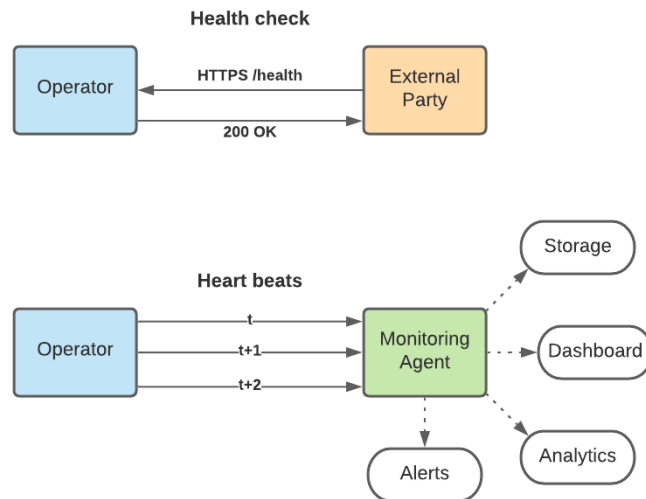 Health check
Operator
HTTPS /health
200 OK
External
Party
Heart beats
Operator
t
t+1
t+2
Monitoring
Agent
Storage
Dashboard
Analytics
Alerts